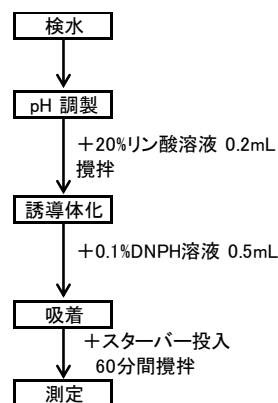 検水
pH 調製
＋20%リン酸溶液 0.2mL
攪拌
誘導体化
＋0.1%DNPH溶液 0.5mL
吸着
＋スターバー投入
60分間攪拌
測定